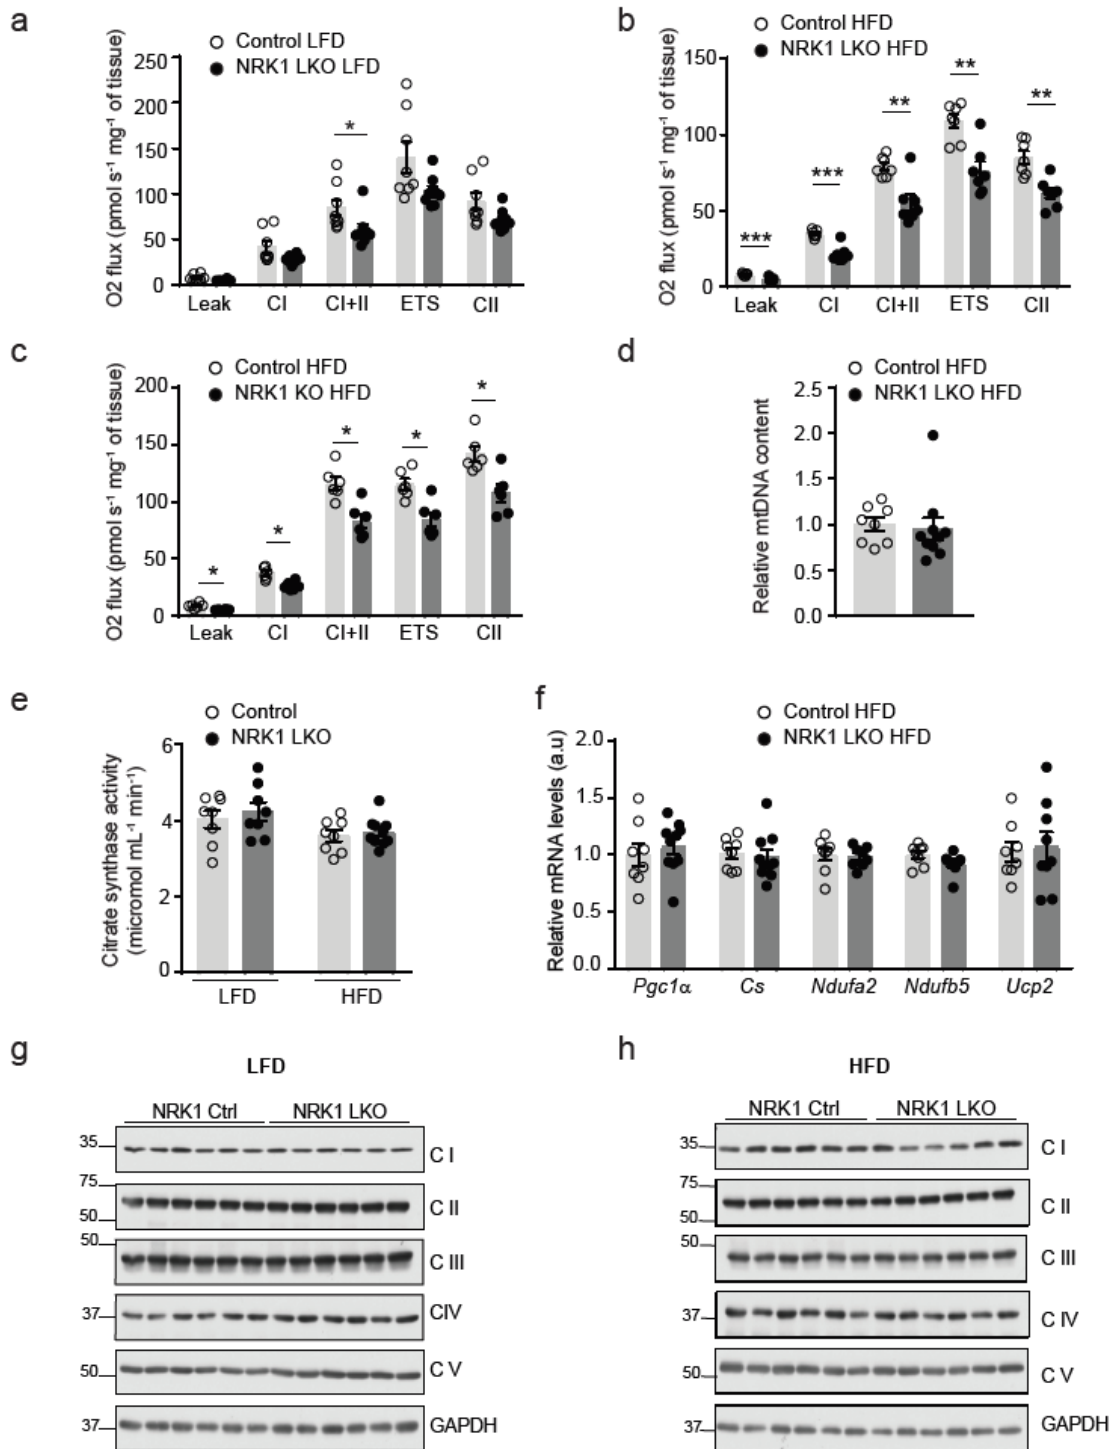 a
Control LFD
NRK1 LKO LFD
O2 flux (pmol s⁻¹ mg⁻¹ of tissue)
250
200
150
100
50
0
*
Leak CI CI+II ETS CII
b
Control HFD
NRK1 LKO HFD
O2 flux (pmol s⁻¹ mg⁻¹ of tissue)
150
100
50
0
*** *** ** ** **
Leak CI CI+II ETS CII
c
Control HFD
NRK1 KO HFD
O2 flux (pmol s⁻¹ mg⁻¹ of tissue)
200
150
100
50
0
* * * * *
Leak CI CI+II ETS CII
d
Control HFD
NRK1 LKO HFD
Relative mtDNA content
2.5
2.0
1.5
1.0
0.5
0.0
e
Control
NRK1 LKO
Citrate synthase activity
(micromol mL⁻¹ min⁻¹)
6
4
2
0
LFD HFD
f
Control HFD
NRK1 LKO HFD
Relative mRNA levels (a.u)
2.0
1.5
1.0
0.5
0.0
Pgc1α Cs Ndufa2 Ndufb5 Ucp2
g
LFD
NRK1 Ctrl NRK1 LKO
35 C I
75
50 C II
50
C III
37 CIV
50 C V
37 GAPDH
h
HFD
NRK1 Ctrl NRK1 LKO
35 C I
75
50 C II
50
C III
37 C IV
50 C V
37 GAPDH